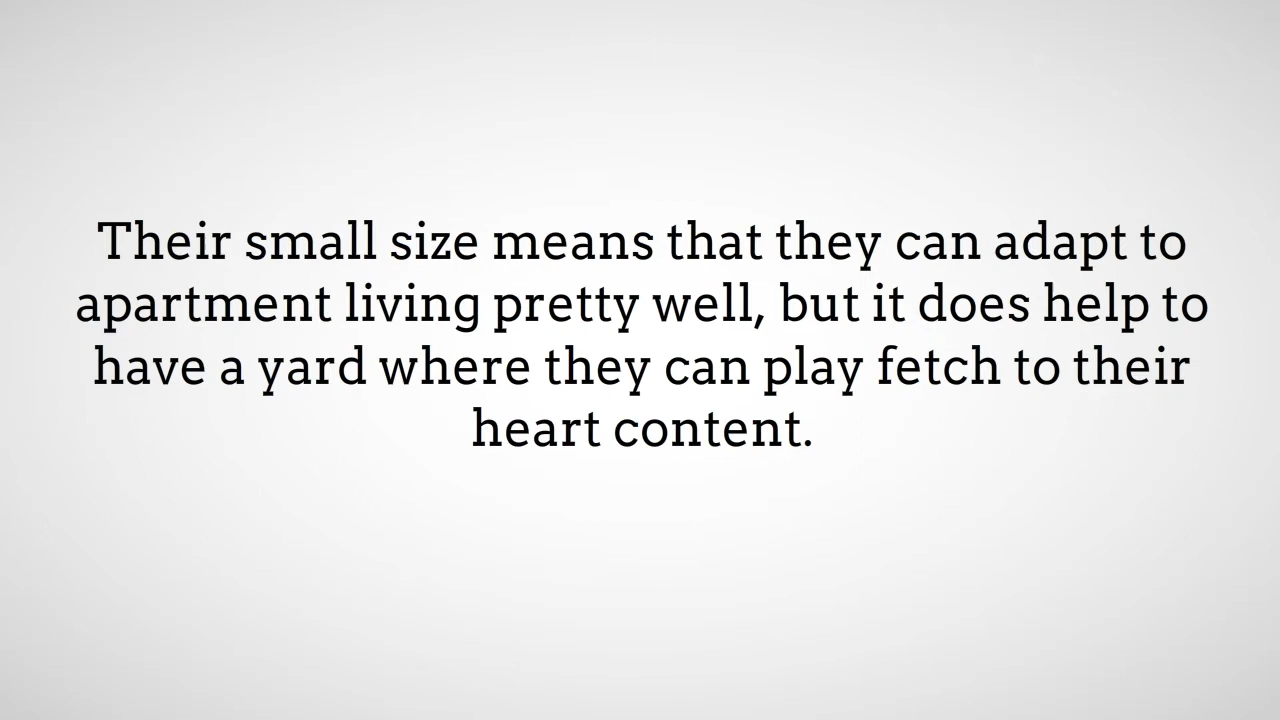 Their small size means that they can adapt to
apartment living pretty well, but it does help to
have a yard where they can play fetch to their
heart content.